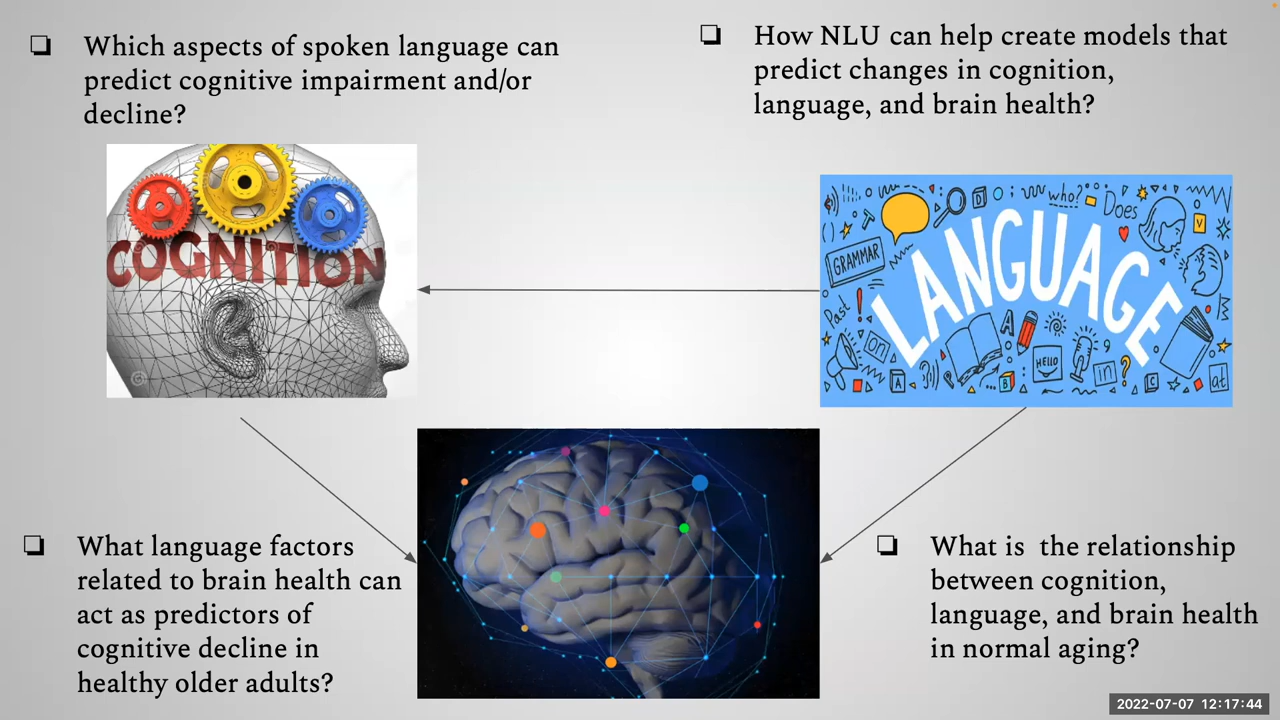 ❏ Which aspects of spoken language can
predict cognitive impairment and/or
decline?
❏ How NLU can help create models that
predict changes in cognition,
language, and brain health?
COGNITION
LANGUAGE
who?
Does
GRAMMAR
Past
on
A
HELLO
in
at
D
V
A
B
C
❏ What language factors
related to brain health can
act as predictors of
cognitive decline in
healthy older adults?
❏ What is the relationship
between cognition,
language, and brain health
in normal aging?
2022-07-07 12:17:44